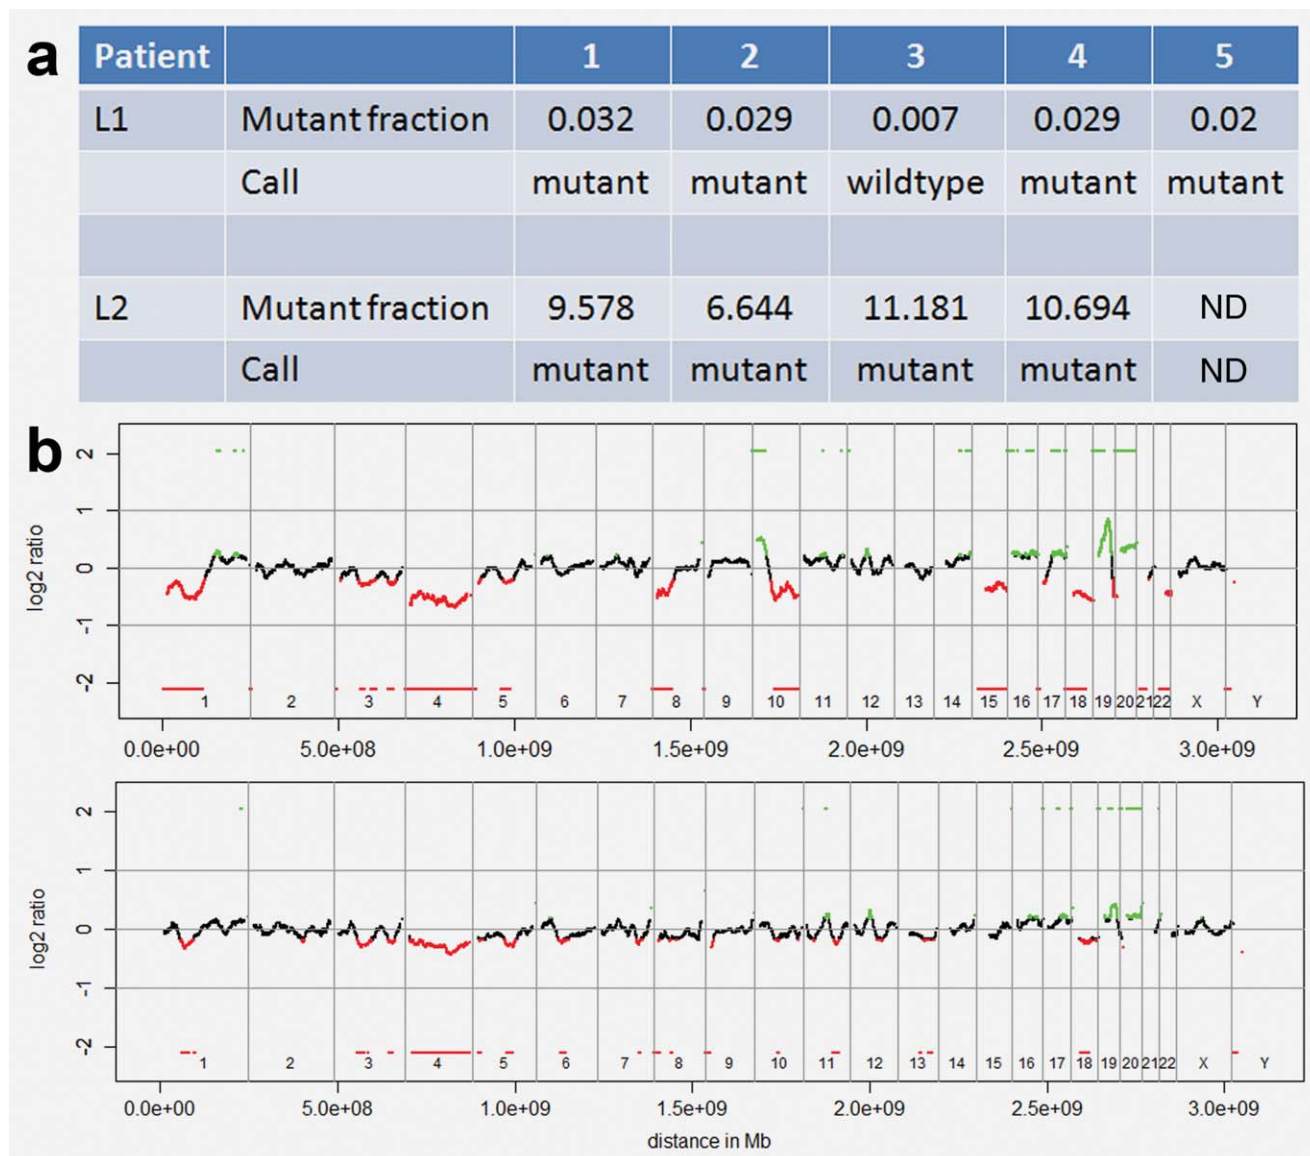 a
Patient 1 2 3 4 5
L1 Mutant fraction 0.032 0.029 0.007 0.029 0.02
Call mutant mutant wildtype mutant mutant
L2 Mutant fraction 9.578 6.644 11.181 10.694 ND
Call mutant mutant mutant mutant ND
b
log2 ratio
2
1
0
-1
-2
1 2 3 4 5 6 7 8 9 10 11 12 13 14 15 16 17 18 19 20 21 22 X Y
0.0e+00 5.0e+08 1.0e+09 1.5e+09 2.0e+09 2.5e+09 3.0e+09
log2 ratio
2
1
0
-1
-2
1 2 3 4 5 6 7 8 9 10 11 12 13 14 15 16 17 18 19 20 21 22 X Y
0.0e+00 5.0e+08 1.0e+09 1.5e+09 2.0e+09 2.5e+09 3.0e+09
distance in Mb